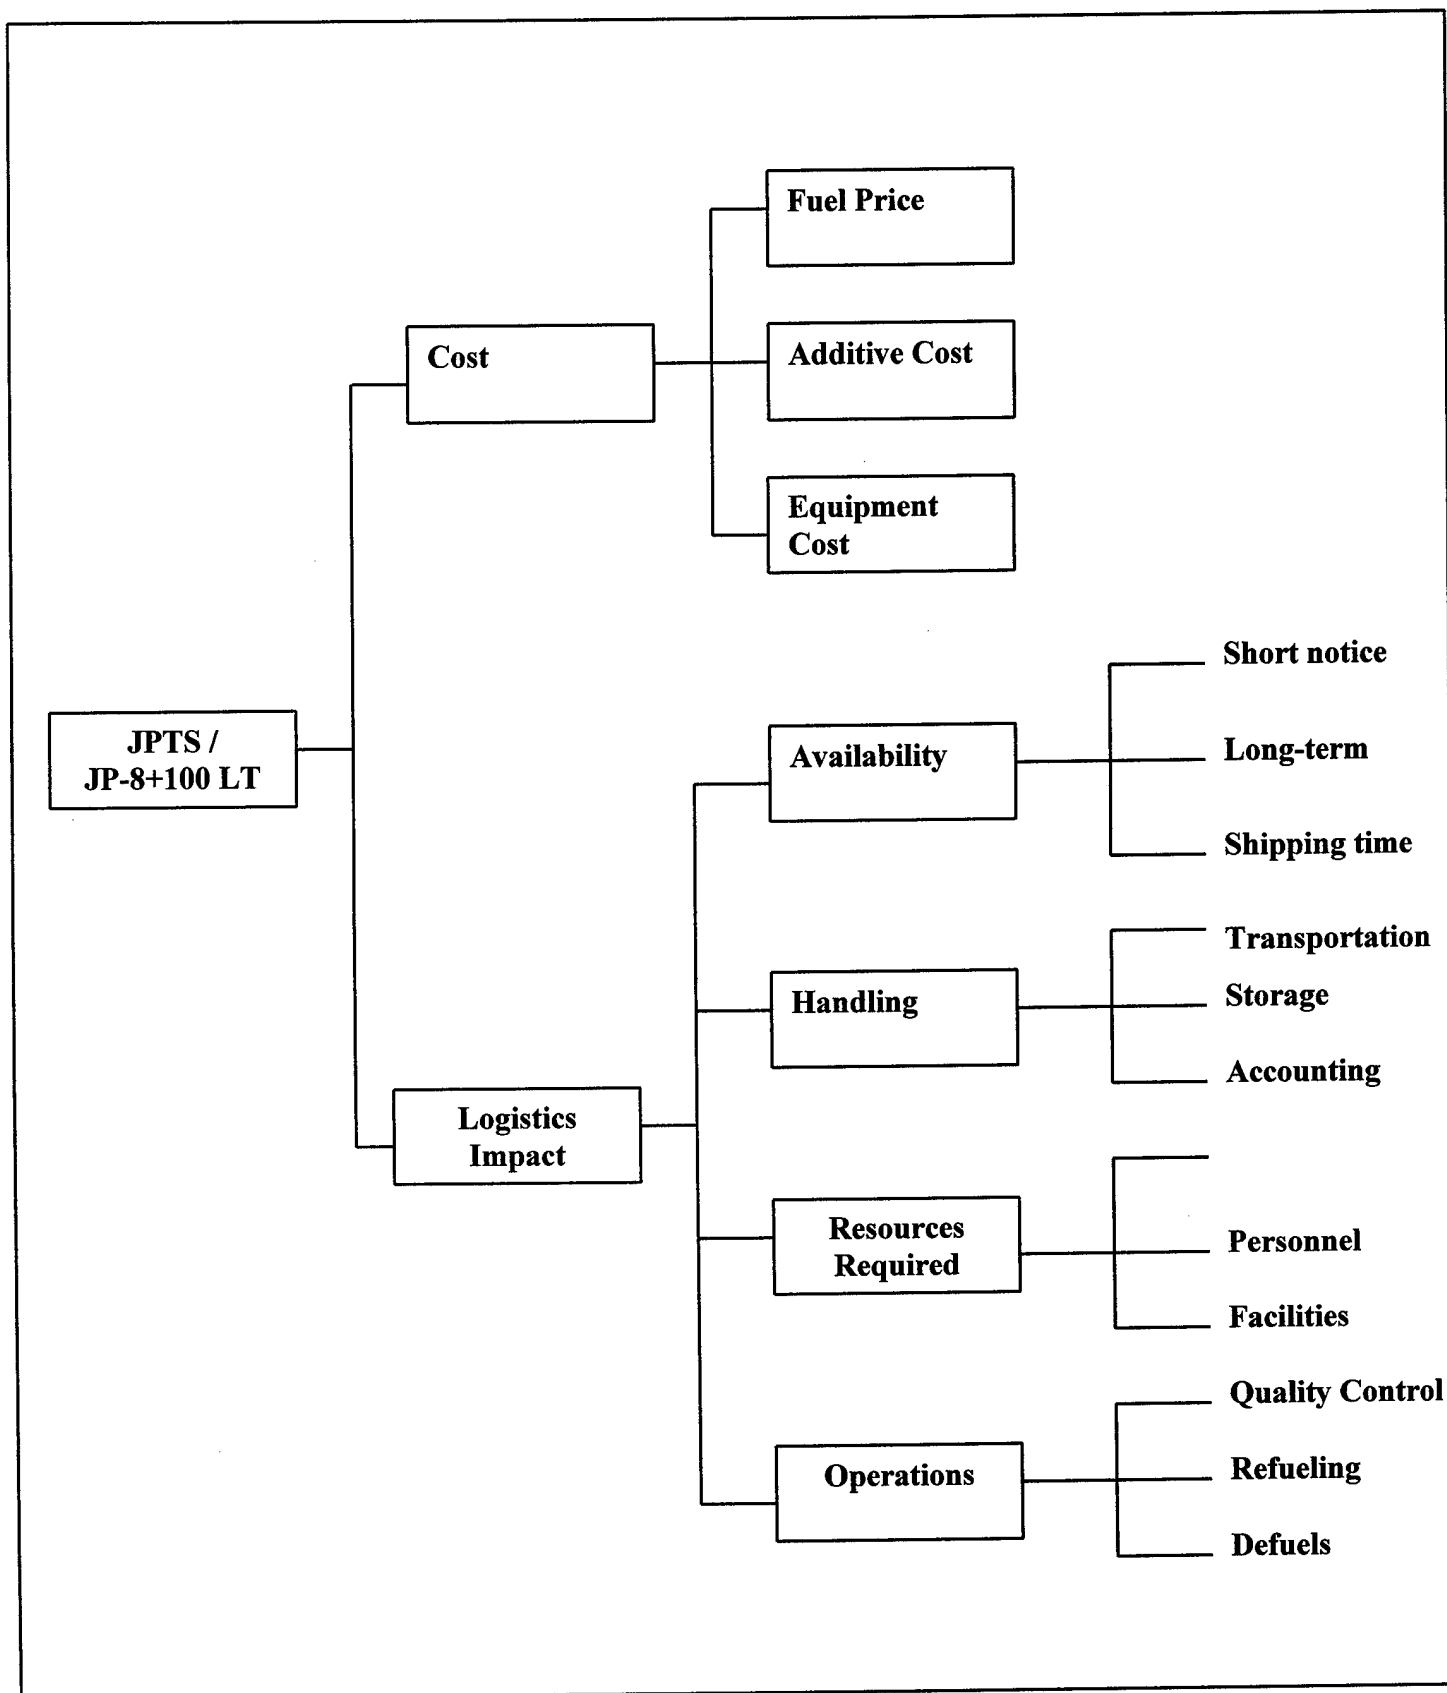 Fuel Price
Cost
Additive Cost
Equipment
Cost
JPTS /
JP-8+100 LT
Logistics
Impact
Availability
Short notice
Long-term
Shipping time
Handling
Transportation
Storage
Accounting
Resources
Required
Personnel
Facilities
Operations
Quality Control
Refueling
Defuels